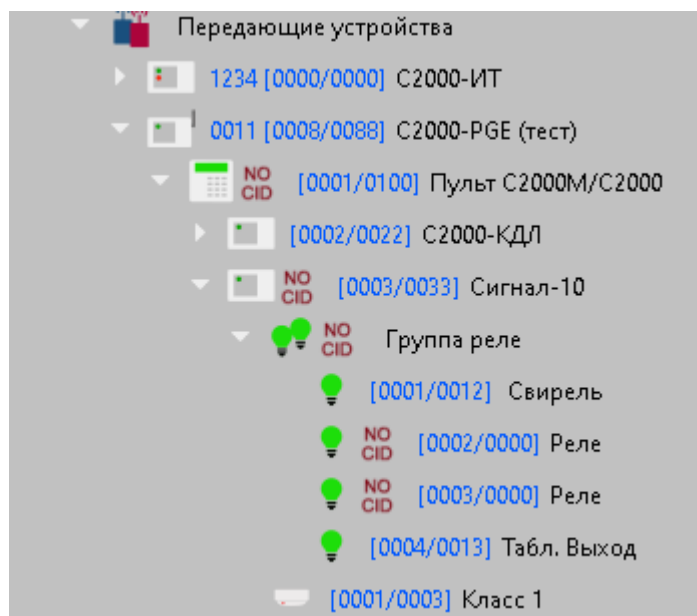 Передающие устройства
1234 [0000/0000] С2000-ИТ
0011 [0008/0088] С2000-PGE (тест)
NO CID [0001/0100] Пульт С2000М/С2000
[0002/0022] С2000-КДЛ
NO CID [0003/0033] Сигнал-10
NO CID Группа реле
[0001/0012] Свирель
NO CID [0002/0000] Реле
NO CID [0003/0000] Реле
[0004/0013] Табл. Выход
[0001/0003] Класс 1